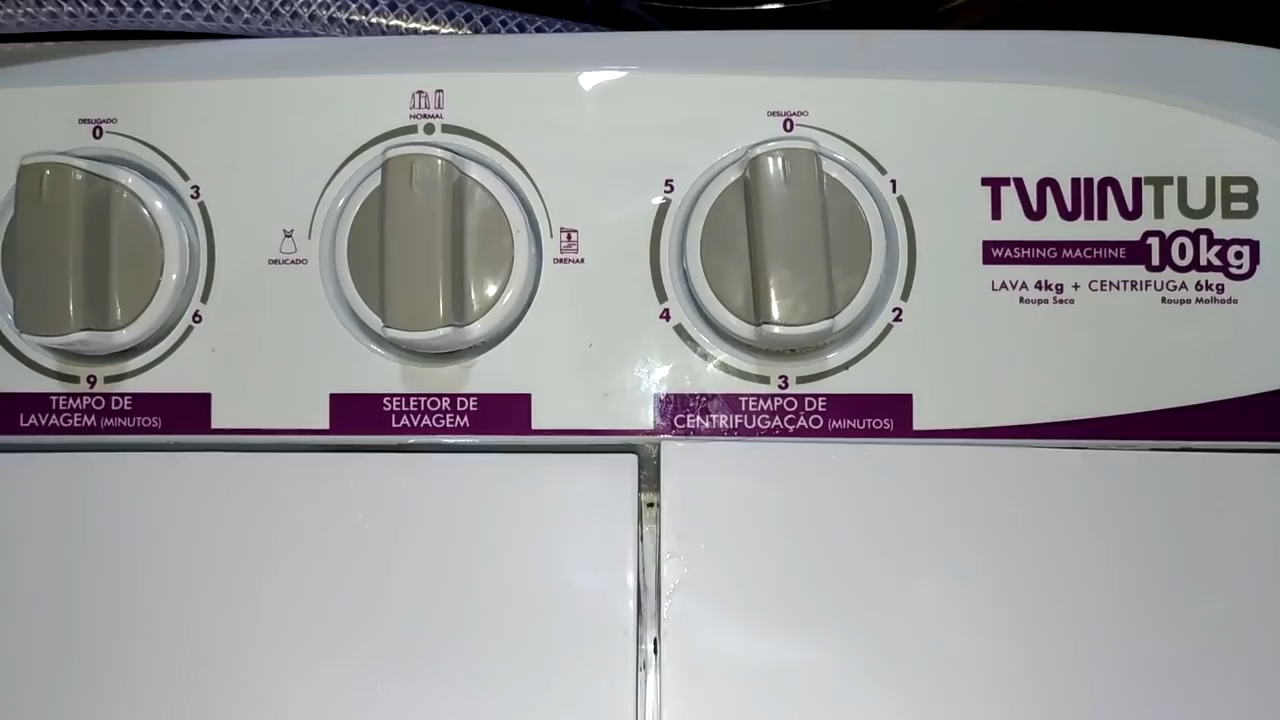 DESLIGADO
0
3
6
9
TEMPO DE
LAVAGEM (MINUTOS)
NORMAL
DELICADO
DRENAR
SELETOR DE
LAVAGEM
DESLIGADO
0
1
2
3
4
5
TEMPO DE
CENTRIFUGAÇÃO (MINUTOS)
TWINTUB
WASHING MACHINE 10kg
LAVA 4kg + CENTRIFUGA 6kg
Roupa Seca Roupa Molhada